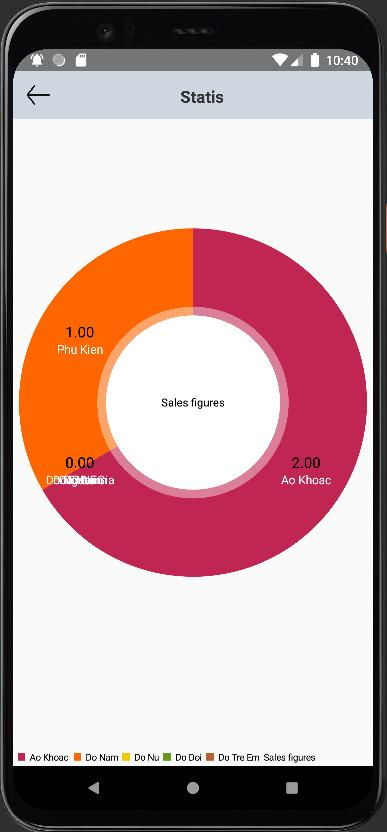 10:40
Statis
1.00
Phu Kien
Sales figures
0.00
2.00
Ao Khoac
Ao Khoac Do Nam Do Nu Do Doi Do Tre Em Sales figures